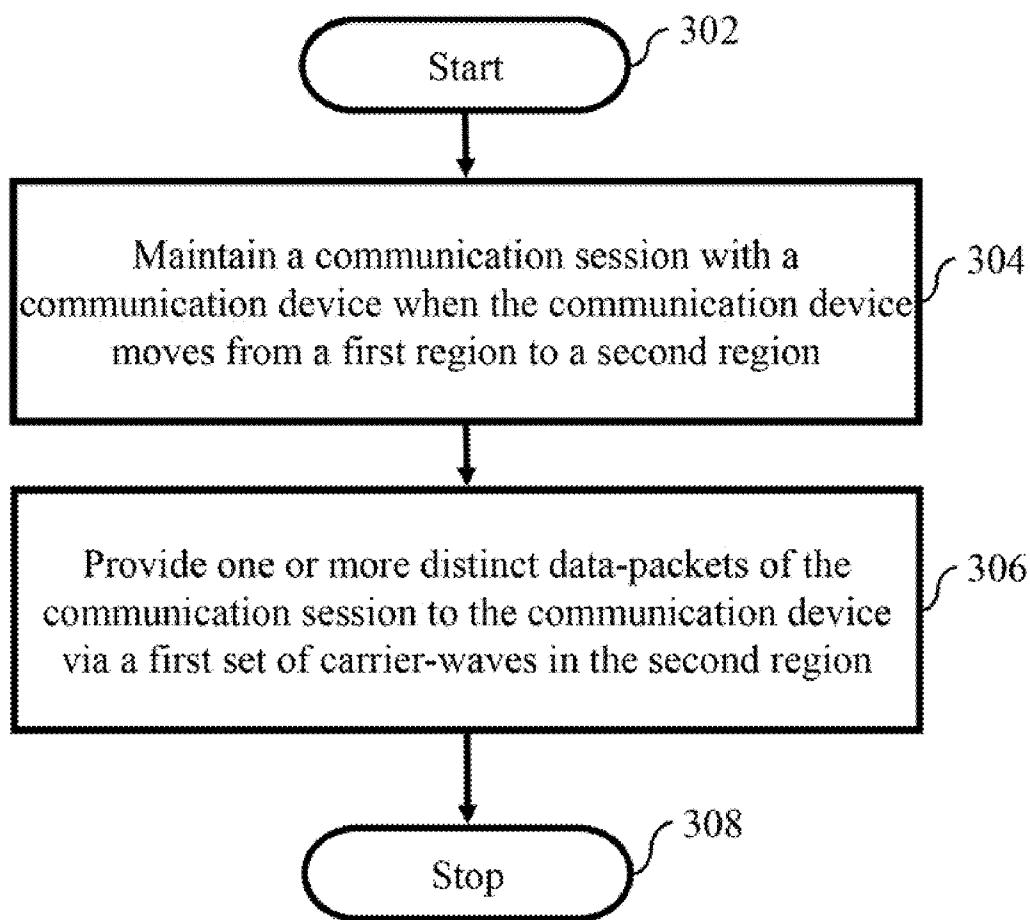 Start
302
Maintain a communication session with a
communication device when the communication device
moves from a first region to a second region
304
Provide one or more distinct data-packets of the
communication session to the communication device
via a first set of carrier-waves in the second region
306
Stop
308